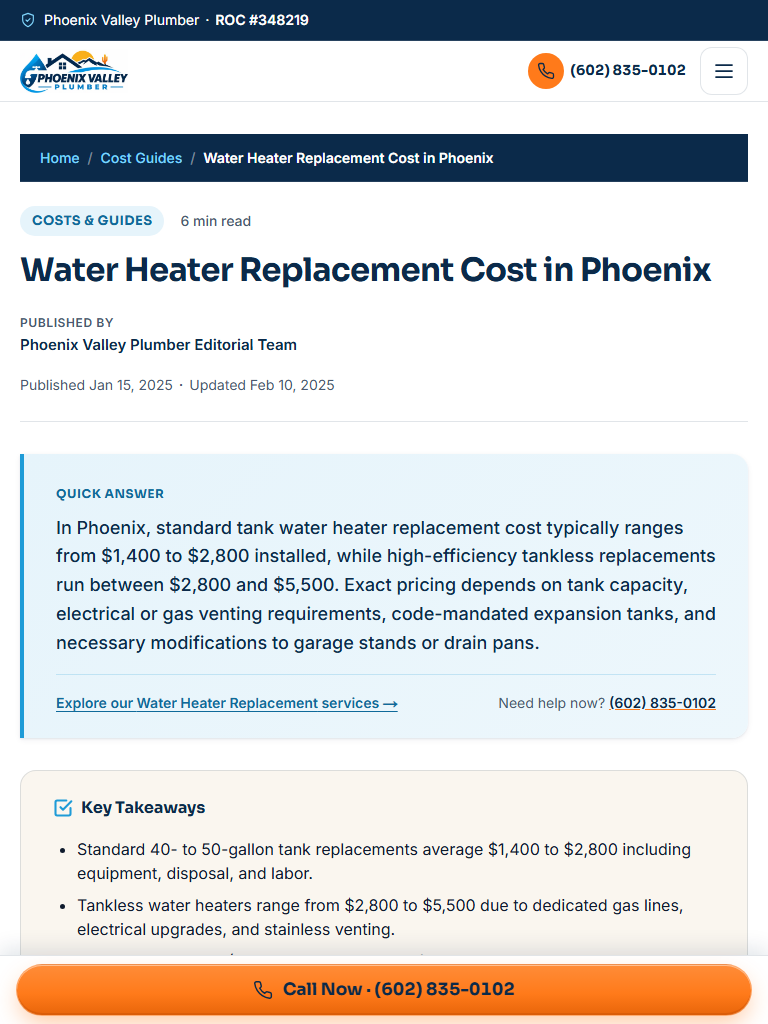 Phoenix Valley Plumber · ROC #348219
PHOENIX VALLEY
PLUMBER
(602) 835-0102
Home / Cost Guides / Water Heater Replacement Cost in Phoenix
COSTS & GUIDES 6 min read
Water Heater Replacement Cost in Phoenix
PUBLISHED BY
Phoenix Valley Plumber Editorial Team
Published Jan 15, 2025 · Updated Feb 10, 2025
QUICK ANSWER
In Phoenix, standard tank water heater replacement cost typically ranges
from $1,400 to $2,800 installed, while high-efficiency tankless replacements
run between $2,800 and $5,500. Exact pricing depends on tank capacity,
electrical or gas venting requirements, code-mandated expansion tanks, and
necessary modifications to garage stands or drain pans.
Explore our Water Heater Replacement services → Need help now? (602) 835-0102
Key Takeaways
• Standard 40- to 50-gallon tank replacements average $1,400 to $2,800 including
equipment, disposal, and labor.
• Tankless water heaters range from $2,800 to $5,500 due to dedicated gas lines,
electrical upgrades, and stainless venting.
Call Now · (602) 835-0102